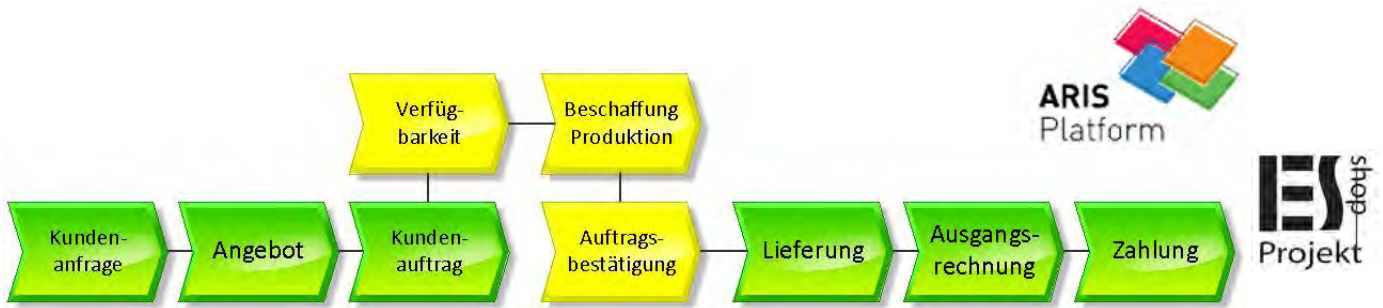 Verfüg-
barkeit
Beschaffung
Produktion
ARIS
Platform
Kunden-
anfrage
Angebot
Kunden-
auftrag
Auftrags-
bestätigung
Lieferung
Ausgangs-
rechnung
Zahlung
ES
shop
Projekt